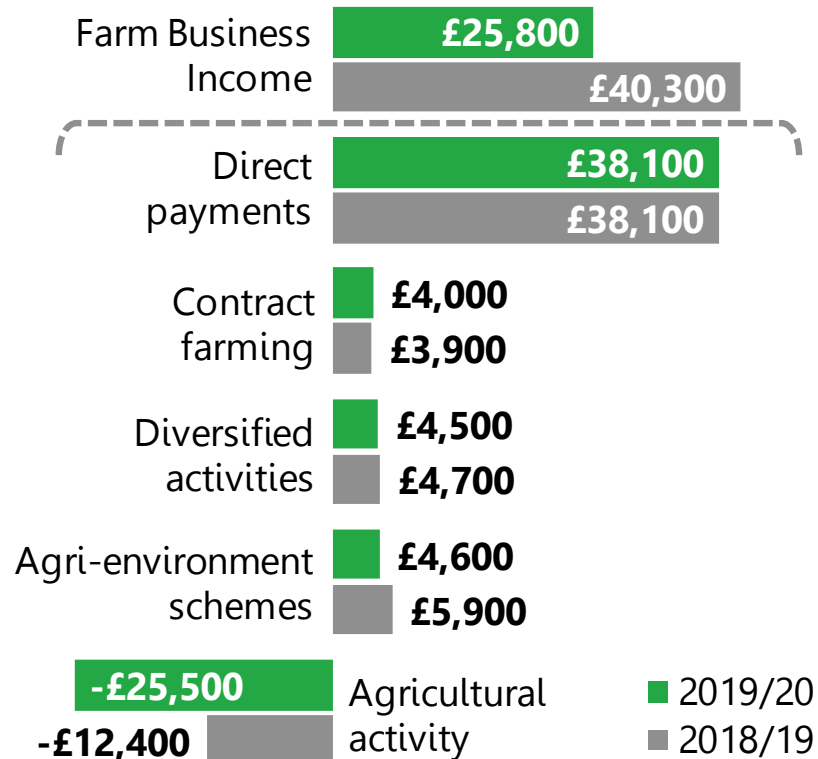 Farm Business
Income
£25,800
£40,300
Direct
payments
£38,100
£38,100
Contract
farming
£4,000
£3,900
Diversified
activities
£4,500
£4,700
Agri-environment
schemes
£4,600
£5,900
-£25,500
-£12,400
Agricultural
activity
2019/20
2018/19